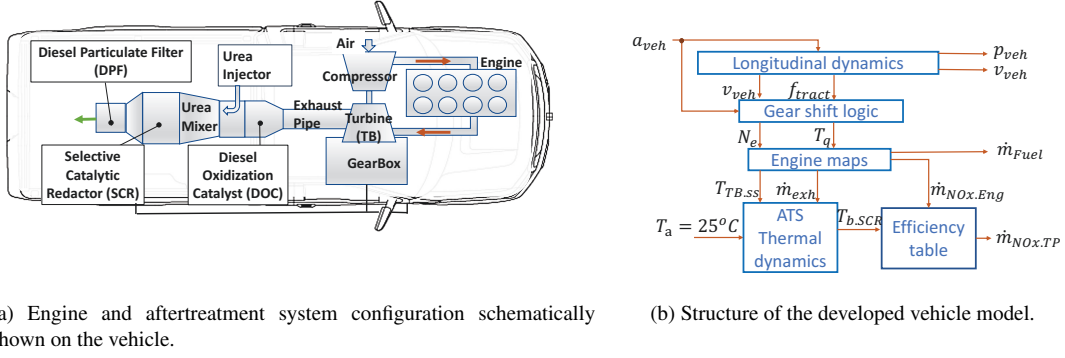 Air
Diesel Particulate Filter
(DPF)
Urea
Injector
Compressor
Engine
Urea
Mixer
Exhaust
Pipe
Turbine
(TB)
GearBox
Selective
Catalytic
Redactor (SCR)
Diesel
Oxidization
Catalyst (DOC)
a) Engine and aftertreatment system configuration schematically
hown on the vehicle.
a_veh
Longitudinal dynamics
p_veh
v_veh
v_veh
f_tract
Gear shift logic
N_e
T_q
Engine maps
ṁ_Fuel
T_TB.ss
ṁ_exh
ṁ_NOx.Eng
T_a = 25°C
ATS
Thermal
dynamics
T_b.SCR
Efficiency
table
ṁ_NOx.TP
(b) Structure of the developed vehicle model.